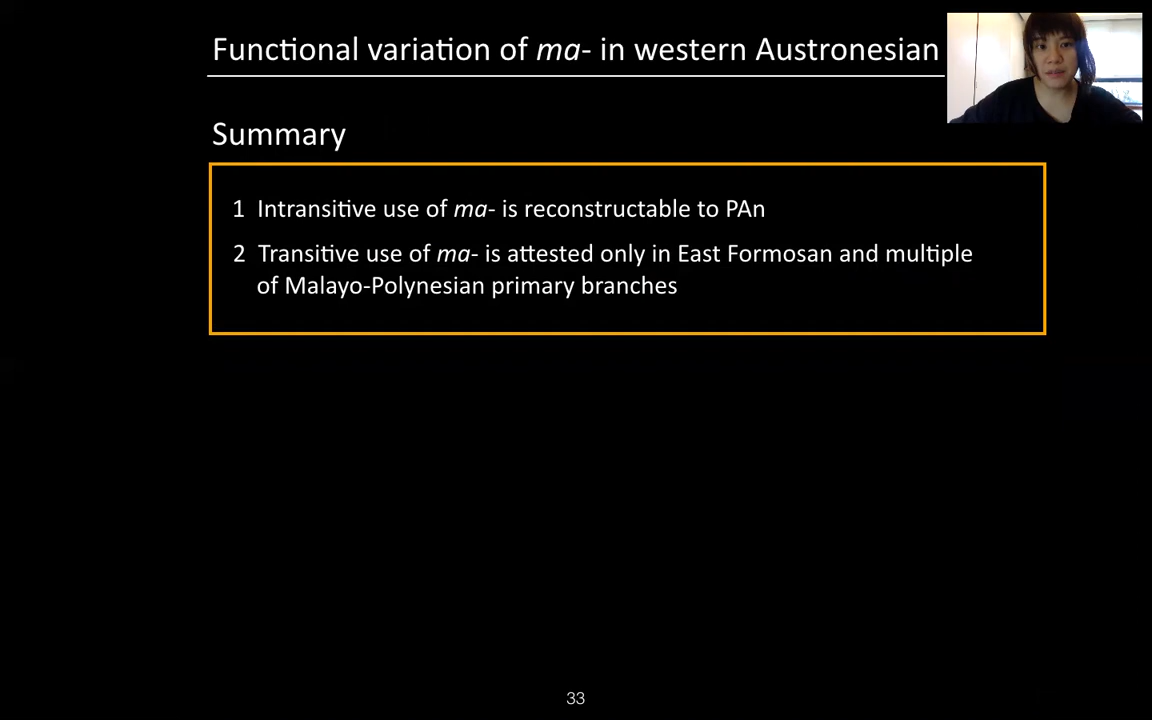 Functional variation of ma- in western Austronesian
Summary
1 Intransitive use of ma- is reconstructable to PAn
2 Transitive use of ma- is attested only in East Formosan and multiple
of Malayo-Polynesian primary branches
33